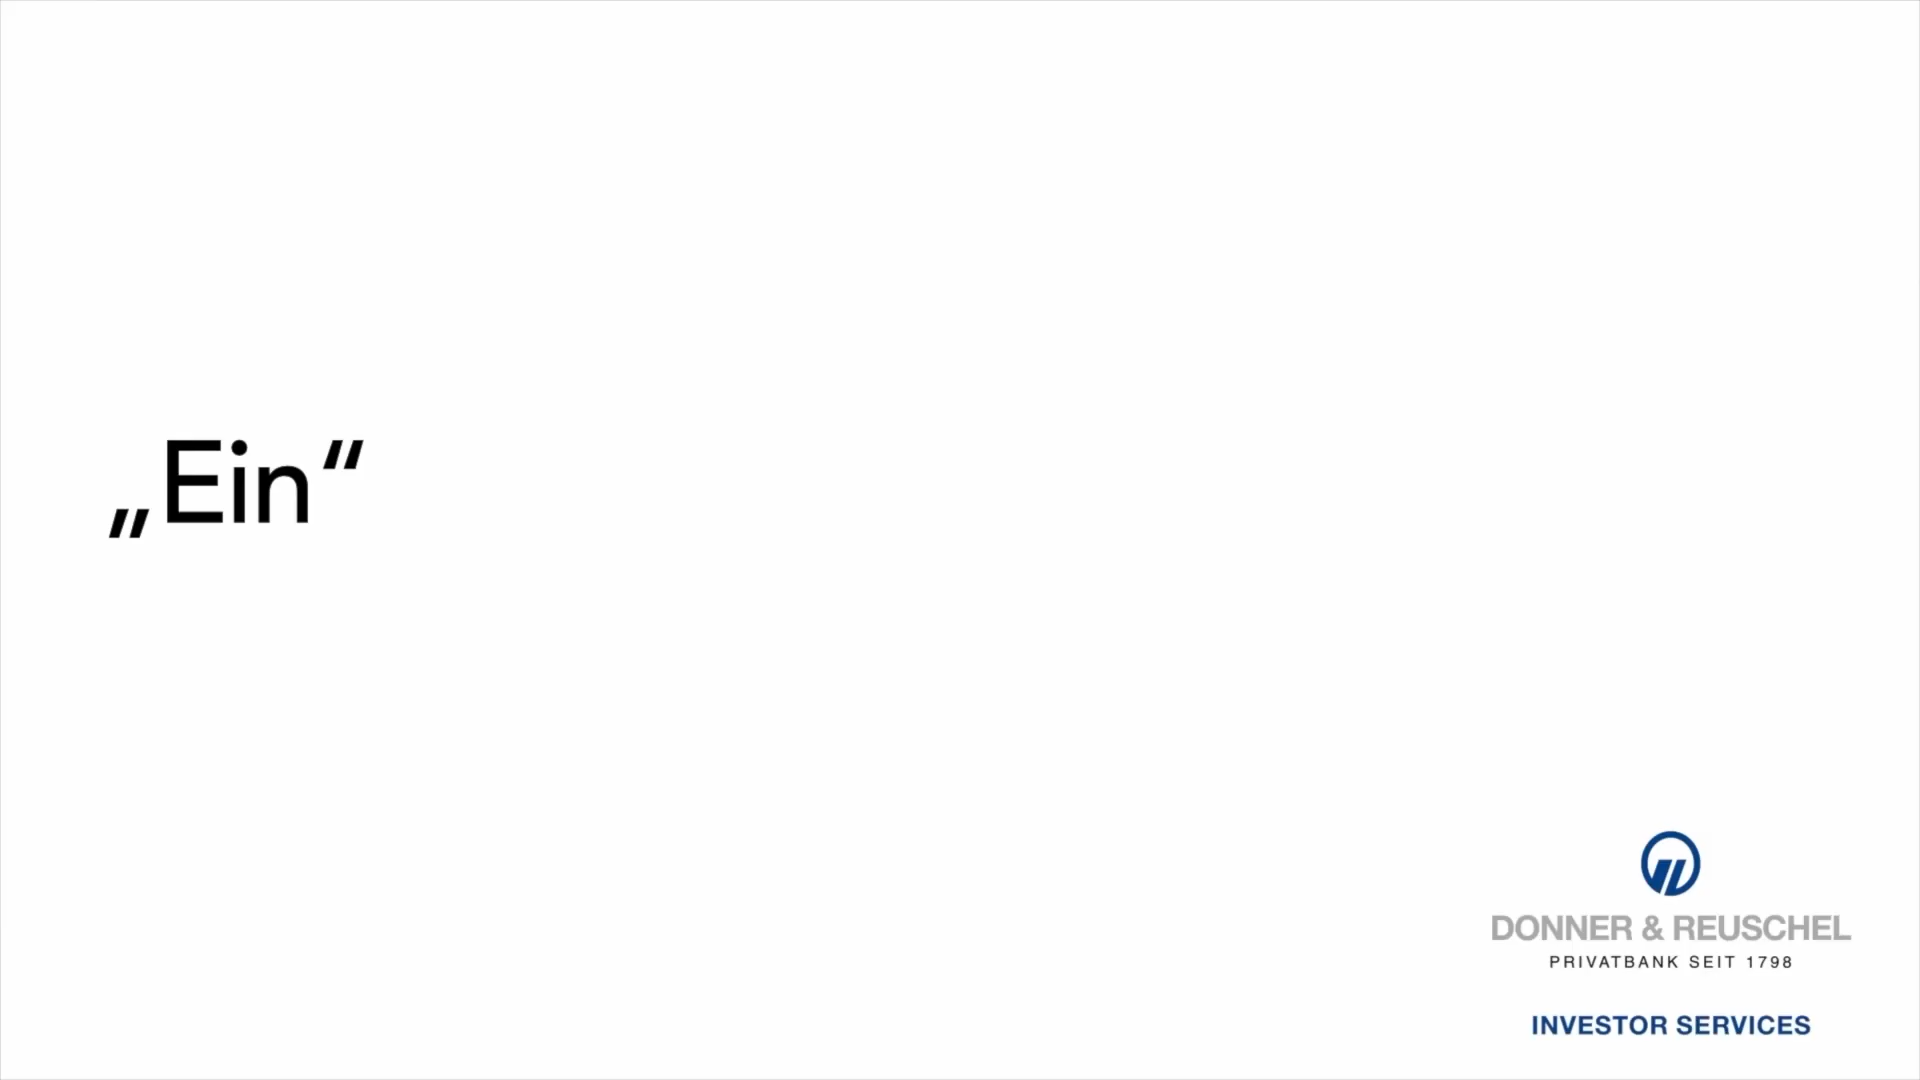 „Ein“
DONNER & REUSCHEL
PRIVATBANK SEIT 1798
INVESTOR SERVICES